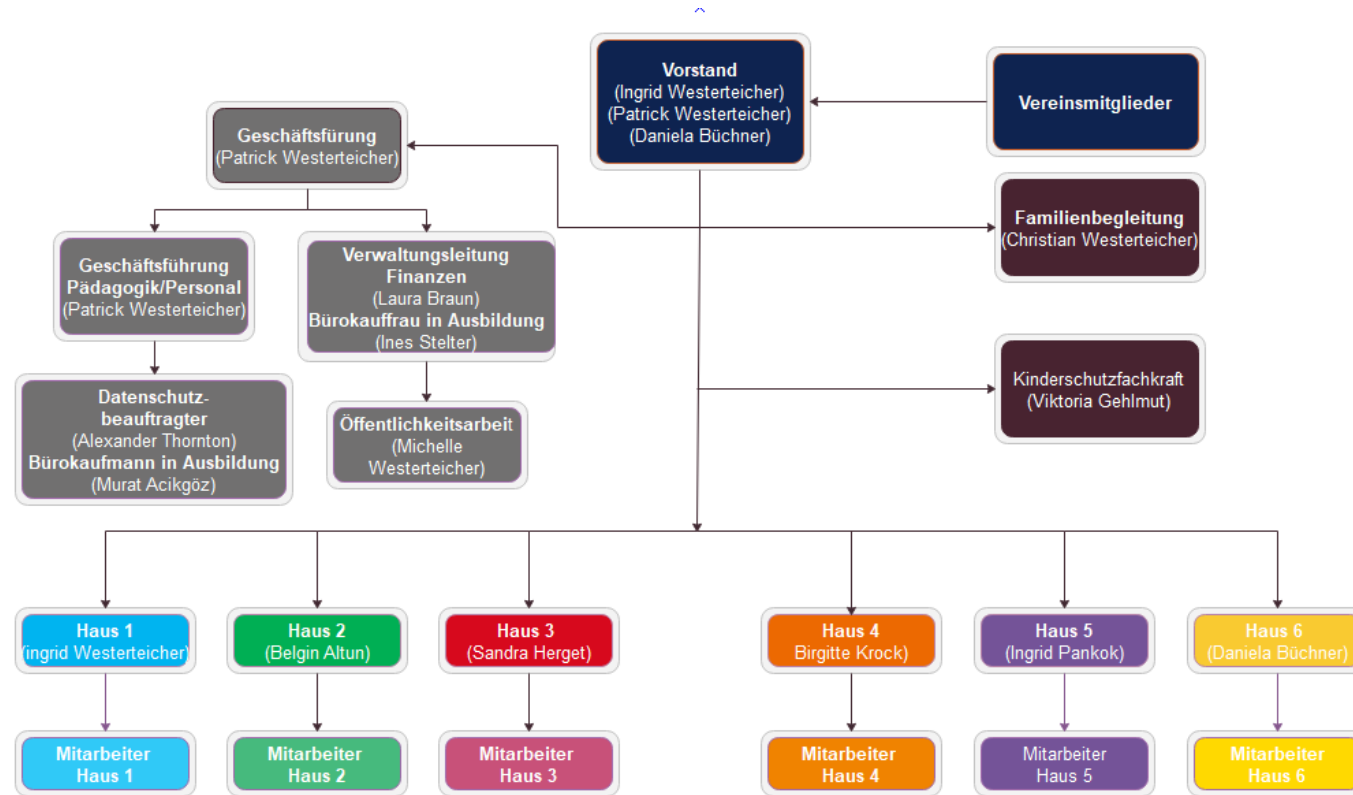 Vorstand
(Ingrid Westerteicher)
(Patrick Westerteicher)
(Daniela Büchner)
Vereinsmitglieder
Geschäftsfürung
(Patrick Westerteicher)
Familienbegleitung
(Christian Westerteicher)
Geschäftsführung
Pädagogik/Personal
(Patrick Westerteicher)
Verwaltungsleitung
Finanzen
(Laura Braun)
Bürokauffrau in Ausbildung
(Ines Stelter)
Kinderschutzfachkraft
(Viktoria Gehlmut)
Datenschutz-
beauftragter
(Alexander Thornton)
Bürokaufmann in Ausbildung
(Murat Acikgöz)
Öffentlichkeitsarbeit
(Michelle
Westerteicher)
Haus 1
(ingrid Westerteicher)
Haus 2
(Belgin Altun)
Haus 3
(Sandra Herget)
Haus 4
Birgitte Krock)
Haus 5
(Ingrid Pankok)
Haus 6
(Daniela Büchner)
Mitarbeiter
Haus 1
Mitarbeiter
Haus 2
Mitarbeiter
Haus 3
Mitarbeiter
Haus 4
Mitarbeiter
Haus 5
Mitarbeiter
Haus 6